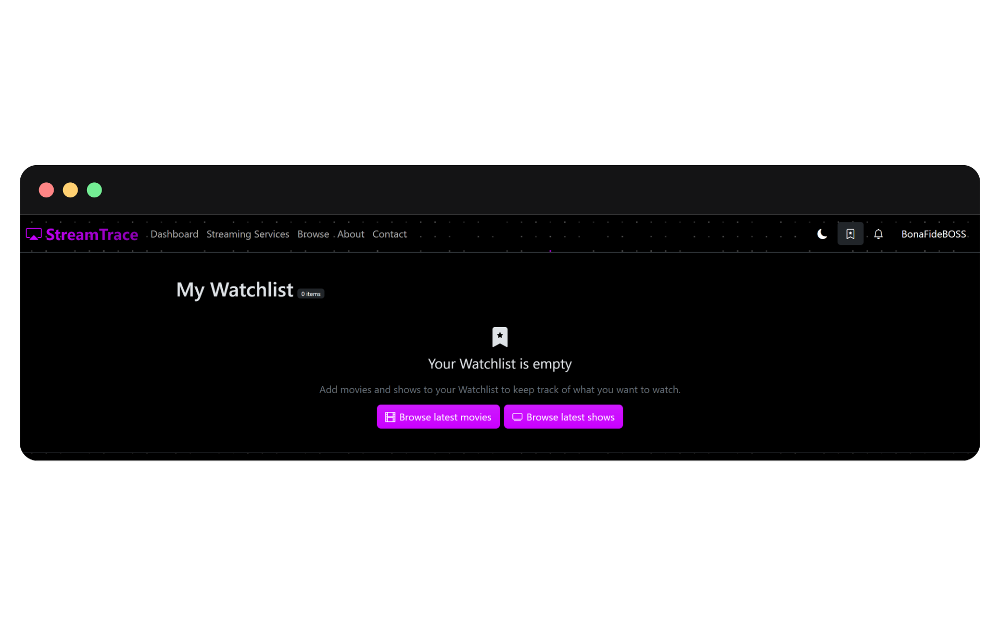 StreamTrace Dashboard Streaming Services Browse About Contact BonaFideBOSS
My Watchlist 0 items
Your Watchlist is empty
Add movies and shows to your Watchlist to keep track of what you want to watch.
Browse latest movies Browse latest shows